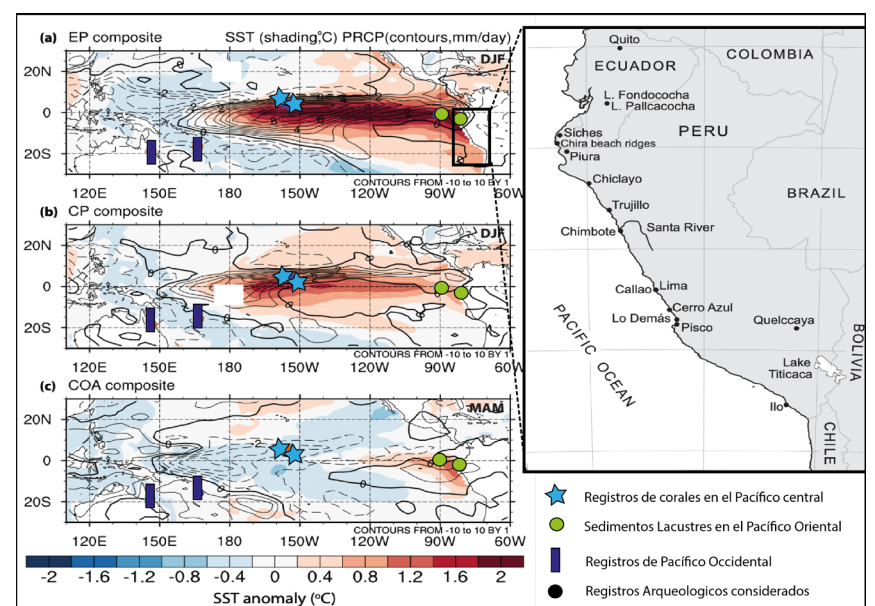 (a) EP composite SST (shading,°C) PRCP(contours,mm/day)
DJF
20N
0
20S
CONTOURS FROM -10 to 10 BY 1
120E 150E 180 150W 120W 90W 60W
(b) CP composite
DJF
20N
0
20S
CONTOURS FROM -10 to 10 BY 1
120E 150E 180 150W 120W 90W 60W
(c) COA composite
MAM
20N
0
20S
CONTOURS FROM -10 to 10 BY 1
120E 150E 180 150W 120W 90W 60W
-2 -1.6 -1.2 -0.8 -0.4 0 0.4 0.8 1.2 1.6 2
SST anomaly (ºC)
Quito
COLOMBIA
ECUADOR
L. Fondococha
L. Pallcacocha
PERU
Siches
Chira beach ridges
Piura
Chiclayo
BRAZIL
Trujillo
Chimbote
Santa River
Callao
Lima
Cerro Azul
Lo Demás
Pisco
Quelccaya
PACIFIC OCEAN
Lake
Titicaca
BOLIVIA
Ilo
CHILE
Registros de corales en el Pacífico central
Sedimentos Lacustres en el Pacífico Oriental
Registros de Pacífico Occidental
Registros Arqueologicos considerados